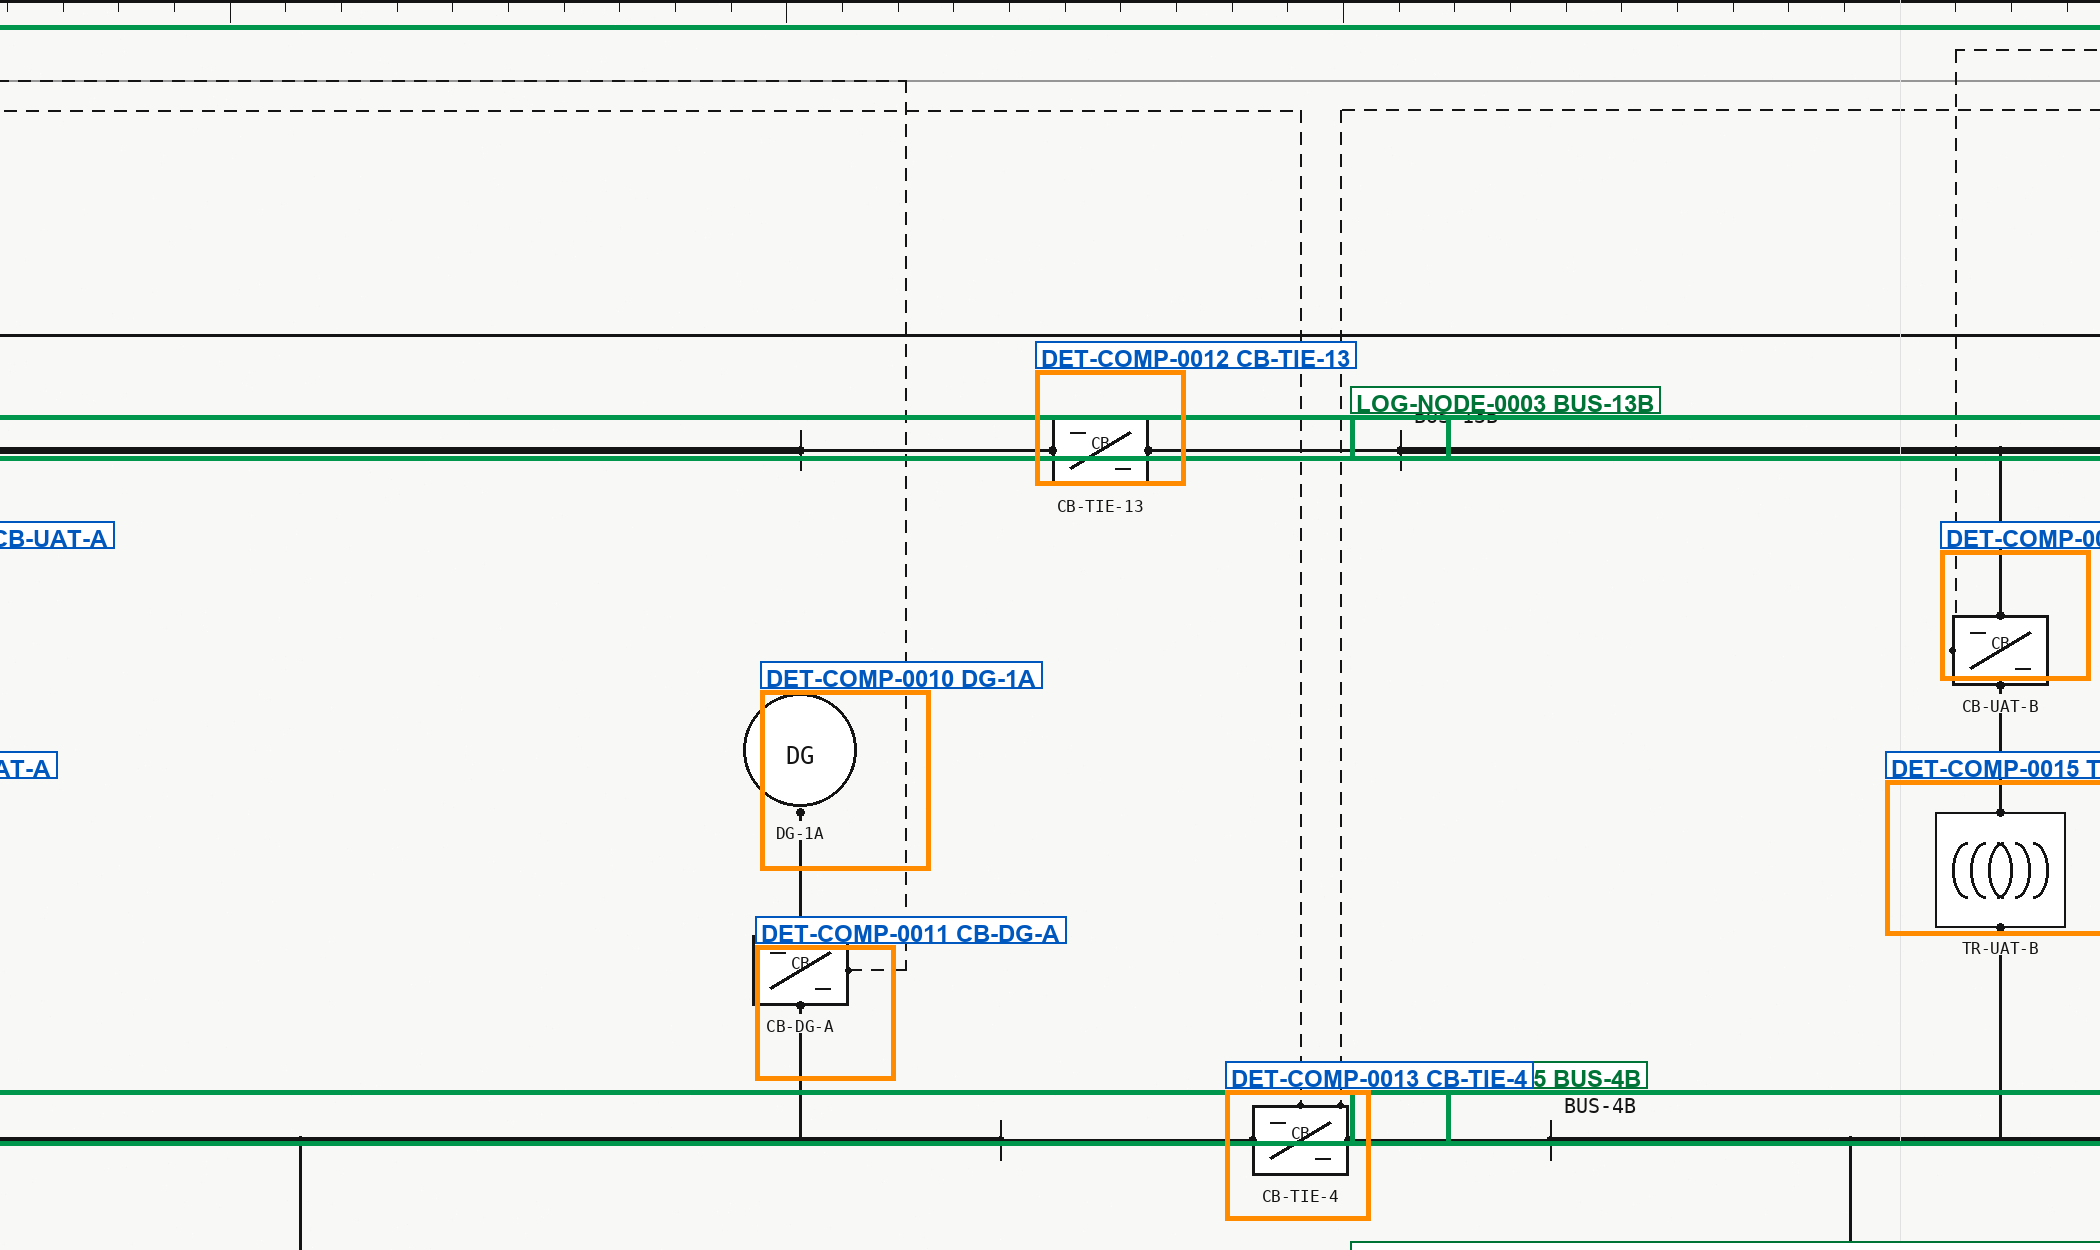 DET-COMP-0012 CB-TIE-13
LOG-NODE-0003 BUS-13B
CB
CB-TIE-13
CB-UAT-A
DET-COMP-00
CB
CB-UAT-B
DET-COMP-0010 DG-1A
DG
DG-1A
AT-A
DET-COMP-0015 T
TR-UAT-B
DET-COMP-0011 CB-DG-A
CB
CB-DG-A
DET-COMP-0013 CB-TIE-4
5 BUS-4B
BUS-4B
CB
CB-TIE-4